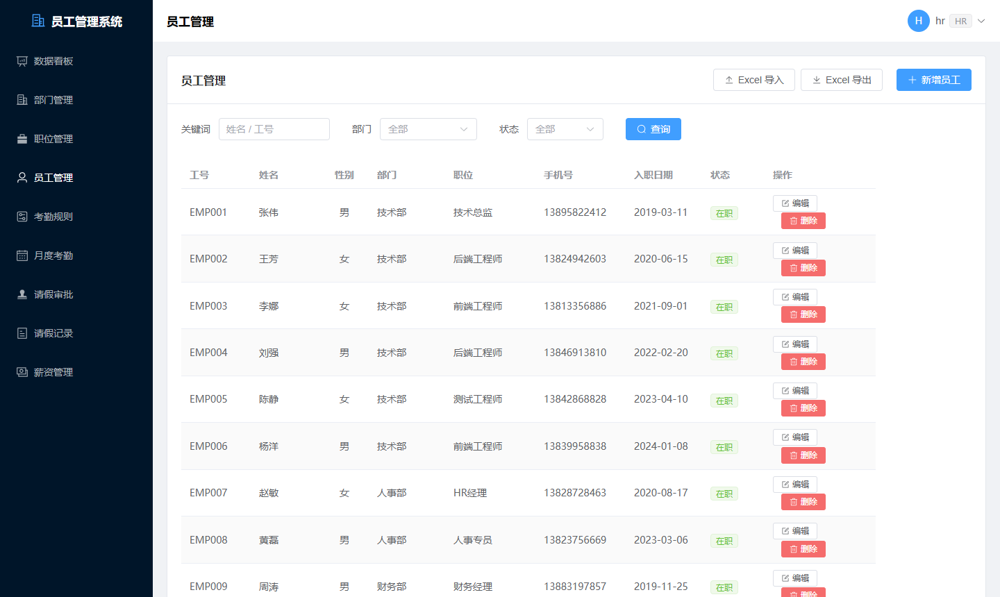 员工管理系统
数据看板
部门管理
职位管理
员工管理
考勤规则
月度考勤
请假审批
请假记录
薪资管理
员工管理
H hr HR
员工管理
Excel 导入 Excel 导出 新增员工
关键词 姓名 / 工号 部门 全部 状态 全部 查询
工号 姓名 性别 部门 职位 手机号 入职日期 状态 操作
EMP001 张伟 男 技术部 技术总监 13895822412 2019-03-11 在职 编辑
删除
EMP002 王芳 女 技术部 后端工程师 13824942603 2020-06-15 在职 编辑
删除
EMP003 李娜 女 技术部 前端工程师 13813356886 2021-09-01 在职 编辑
删除
EMP004 刘强 男 技术部 后端工程师 13846913810 2022-02-20 在职 编辑
删除
EMP005 陈静 女 技术部 测试工程师 13842868828 2023-04-10 在职 编辑
删除
EMP006 杨洋 男 技术部 前端工程师 13839958838 2024-01-08 在职 编辑
删除
EMP007 赵敏 女 人事部 HR经理 13828728463 2020-08-17 在职 编辑
删除
EMP008 黄磊 男 人事部 人事专员 13823756669 2023-03-06 在职 编辑
删除
EMP009 周涛 男 财务部 财务经理 13883197857 2019-11-25 在职 编辑
删除